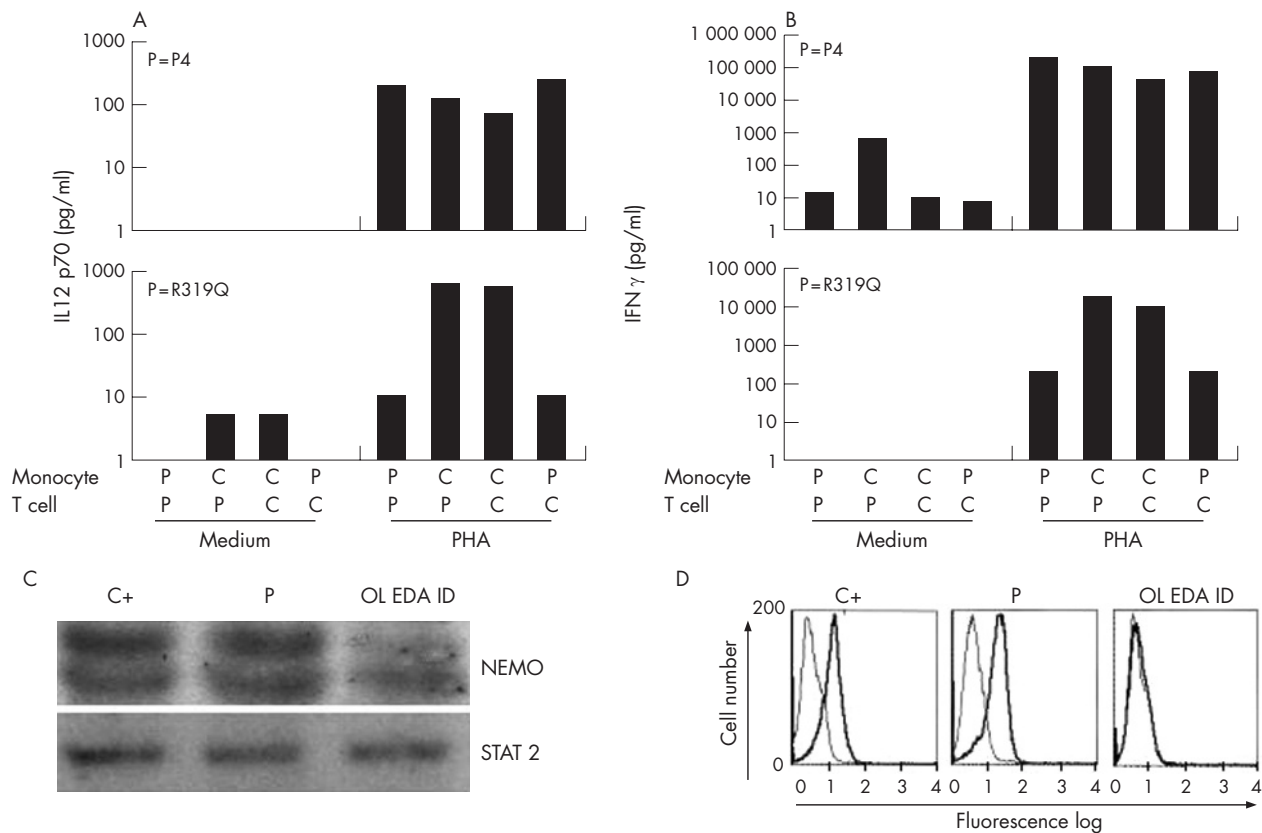 A
1000
P=P4
100
10
1
1000
P=R319Q
100
10
1
IL12 p70 (pg/ml)
Monocyte P C C P P C C P
T cell P P C C P P C C
Medium PHA
B
1 000 000
P=P4
100 000
10 000
1000
100
10
1
100 000
P=R319Q
10 000
1000
100
10
1
IFN γ (pg/ml)
Monocyte P C C P P C C P
T cell P P C C P P C C
Medium PHA
C
C+ P OL EDA ID
NEMO
STAT 2
D
C+ P OL EDA ID
200
Cell number
0
0 1 2 3 4 0 1 2 3 4 0 1 2 3 4
Fluorescence log